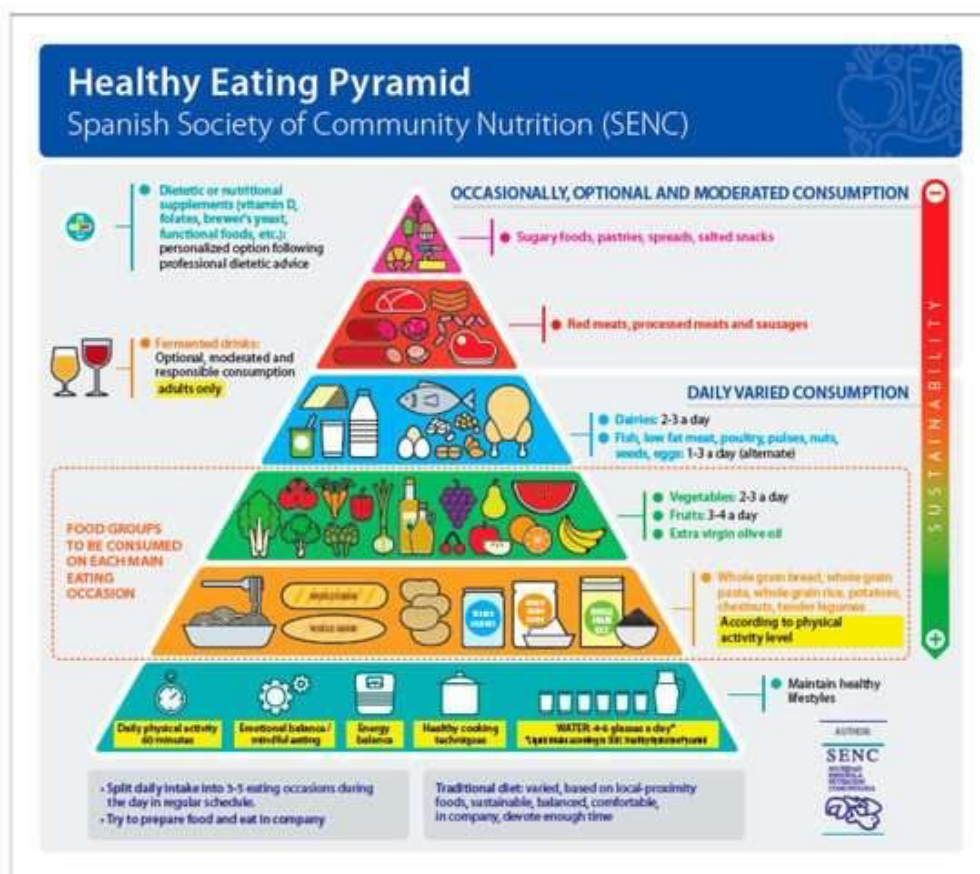 Healthy Eating Pyramid
Spanish Society of Community Nutrition (SENC)
Dietetic or nutritional
supplements (vitamin D,
folates, brewer's yeast,
functional foods, etc.):
personalized option following
professional dietetic advice
OCCASIONALLY, OPTIONAL AND MODERATED CONSUMPTION
Sugary foods, pastries, spreads, salted snacks
Red meats, processed meats and sausages
Fermented drinks:
Optional, moderated and
responsible consumption
adults only
DAILY VARIED CONSUMPTION
Dairies: 2-3 a day
Fish, low fat meat, poultry, pulses, nuts,
seeds, eggs: 1-3 a day (alternate)
SUSTAINABILITY
FOOD GROUPS
TO BE CONSUMED
ON EACH MAIN
EATING
OCCASION
Vegetables: 2-3 a day
Fruits: 3-4 a day
Extra virgin olive oil
Whole grain bread, whole grain
pasta, whole grain rice, potatoes,
chestnuts, tender legumes
According to physical
activity level
WHOLE GRAIN
Maintain healthy
lifestyles
Daily physical activity
60 minutes
Emotional balance/
mindful eating
Energy
balance
Healthy cooking
techniques
WATER: 4-6 glasses a day*
• Split daily intake into 3-5 eating occasions during
the day in regular schedule.
• Try to prepare food and eat in company
Traditional diet: varied, based on local-proximity
foods, sustainable, balanced, comfortable,
in company, devote enough time
AUTHOR:
SENC